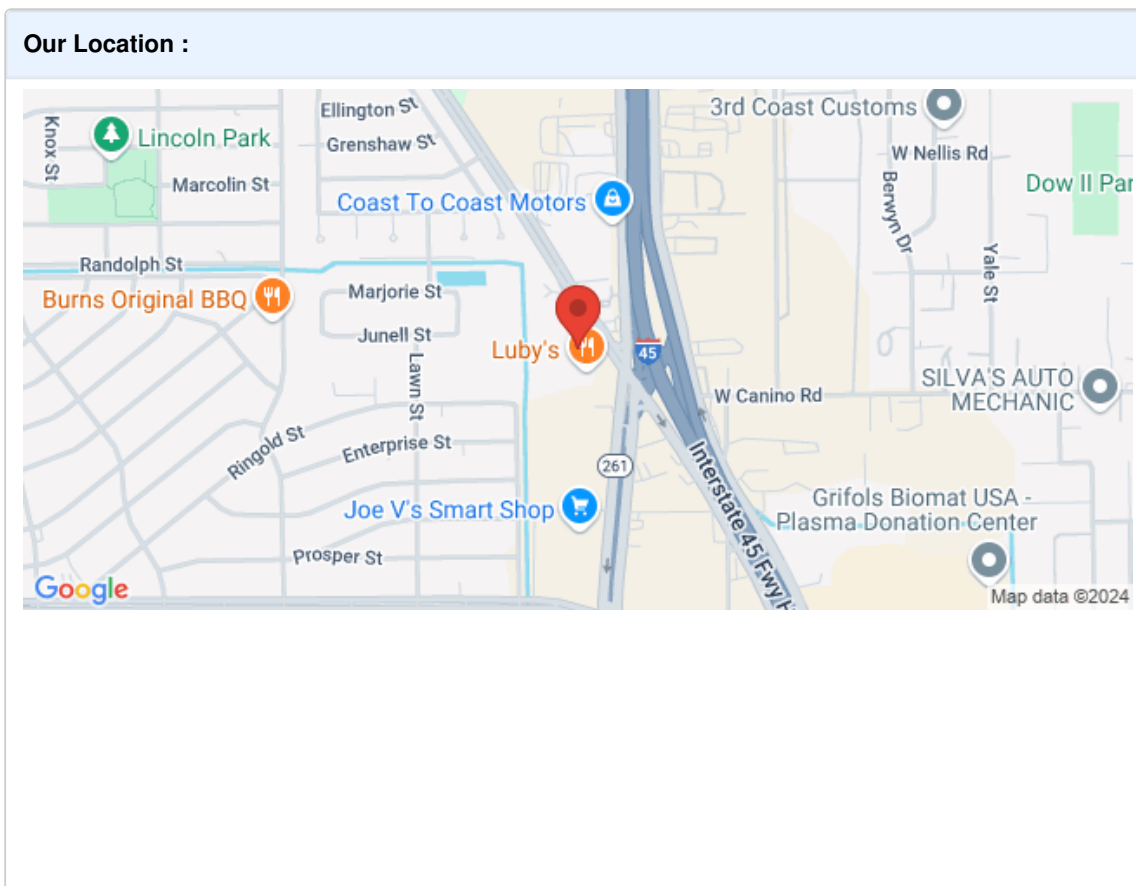 Our Location :
Ellington St
3rd Coast Customs
Knox St
Lincoln Park
Grenshaw St
W Nellis Rd
Marcolin St
Coast To Coast Motors
Berwyn Dr
Dow II Par
Randolph St
Yale St
Burns Original BBQ
Marjorie St
Junell St
Luby's
45
Lawn St
W Canino Rd
SILVA'S AUTO
MECHANIC
Ringold St
Enterprise St
261
Interstate 45 Fwy H
Joe V's Smart Shop
Grifols Biomat USA -
Plasma Donation Center
Prosper St
Google
Map data ©2024